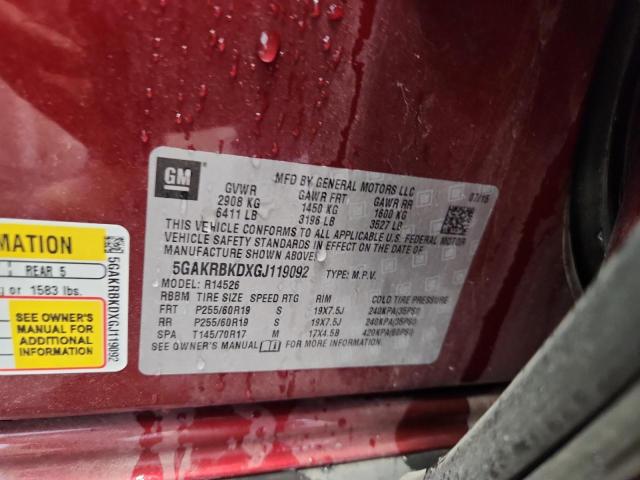 GM
MFD BY GENERAL MOTORS LLC
07/15
GVWR GAWR FRT GAWR RR
2908 KG 1450 KG 1600 KG
6411 LB 3196 LB 3527 LB
THIS VEHICLE CONFORMS TO ALL APPLICABLE U.S. FEDERAL MOTOR
VEHICLE SAFETY STANDARDS IN EFFECT ON THE DATE OF
MANUFACTURE SHOWN ABOVE.
5GAKRBKDXGJ119092 TYPE: M.P.V.
MODEL: R14526
RBBM TIRE SIZE SPEED RTG RIM COLD TIRE PRESSURE
FRT P255/60R19 S 19X7.5J 240KPA(35PSI)
RR P255/60R19 S 19X7.5J 240KPA(35PSI)
SPA T145/70R17 M 17X4.5B 420KPA(60PSI)
SEE OWNER'S MANUAL FOR MORE INFORMATION.
MATION
REAR 5
or 1583 lbs.
SEE OWNER'S
MANUAL FOR
ADDITIONAL
INFORMATION
5GAKRBKDXGJ119092